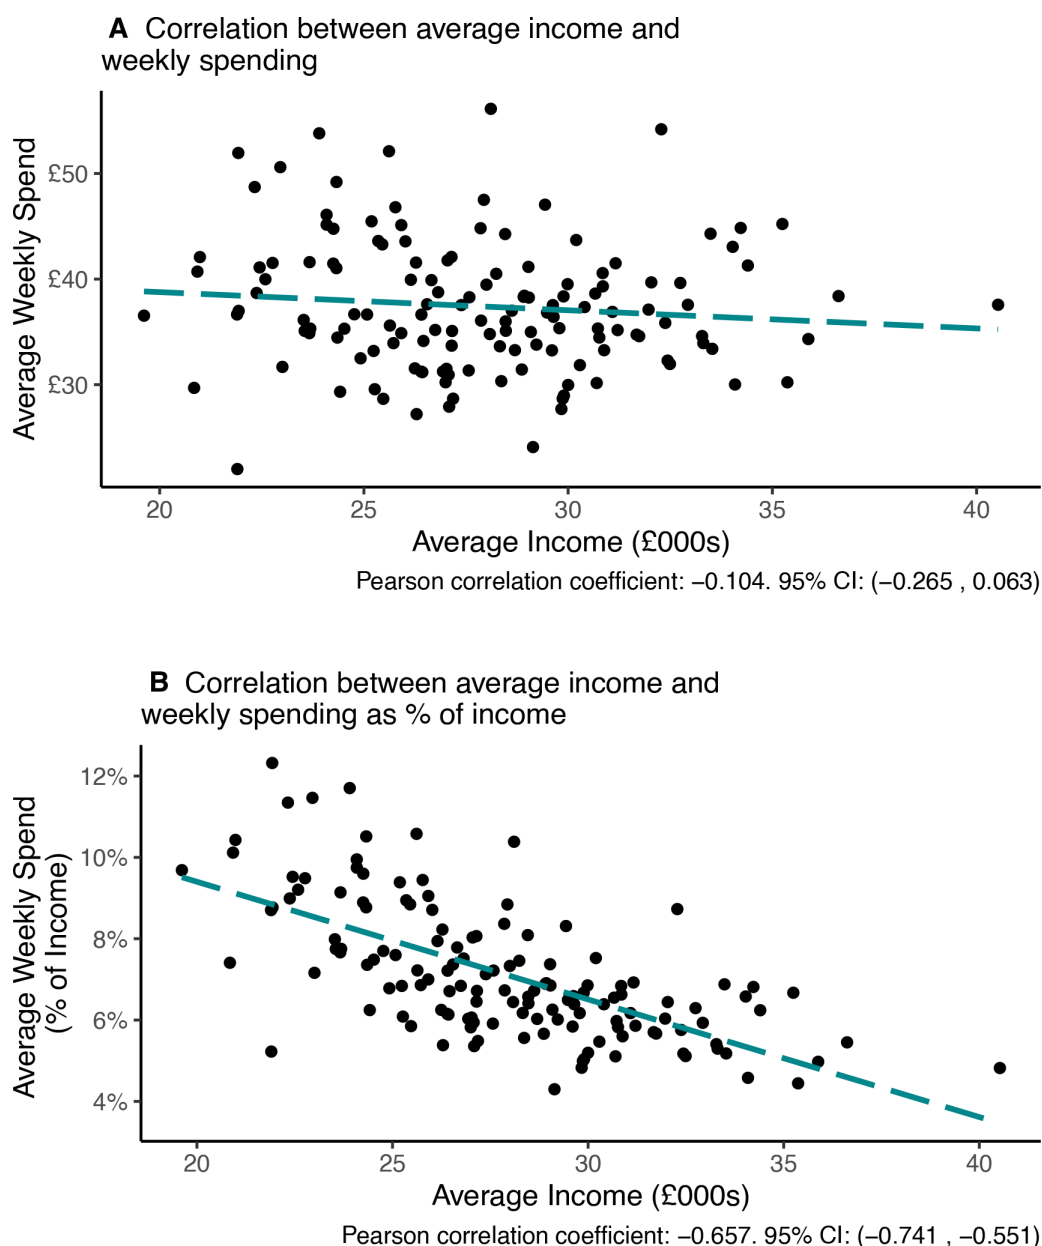 A Correlation between average income and
weekly spending
Average Weekly Spend
£50
£40
£30
20 25 30 35 40
Average Income (£000s)
Pearson correlation coefficient: −0.104. 95% CI: (−0.265 , 0.063)
B Correlation between average income and
weekly spending as % of income
Average Weekly Spend
(% of Income)
12%
10%
8%
6%
4%
20 25 30 35 40
Average Income (£000s)
Pearson correlation coefficient: −0.657. 95% CI: (−0.741 , −0.551)